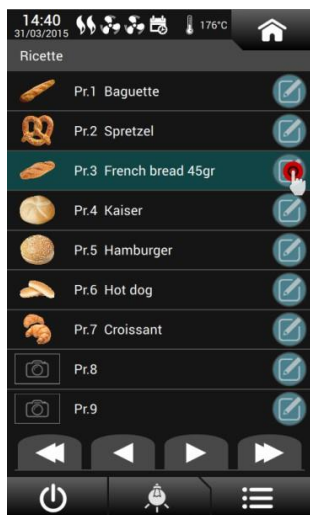 14:40
31/03/2015
176°C
Ricette
Pr.1 Baguette
Pr.2 Spretzel
Pr.3 French bread 45gr
Pr.4 Kaiser
Pr.5 Hamburger
Pr.6 Hot dog
Pr.7 Croissant
Pr.8
Pr.9